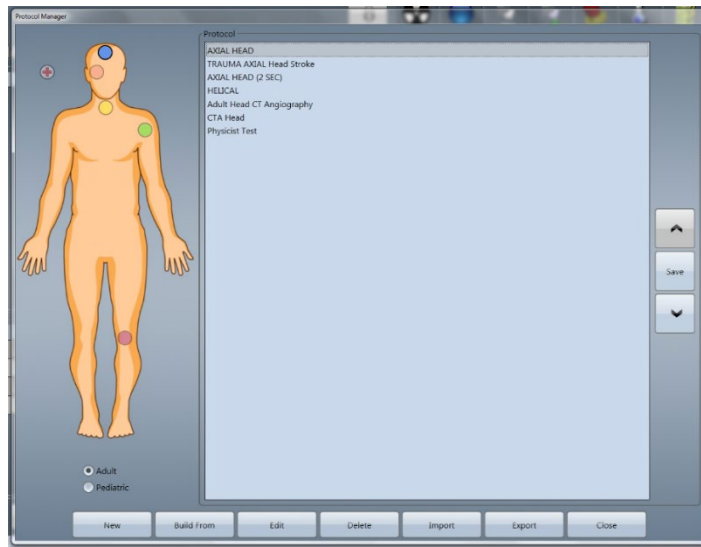 Protocol Manager
Protocol
AXIAL HEAD
TRAUMA AXIAL Head Stroke
AXIAL HEAD (2 SEC)
HELICAL
Adult Head CT Angiography
CTA Head
Physicist Test
Save
Adult
Pediatric
New
Build From
Edit
Delete
Import
Export
Close